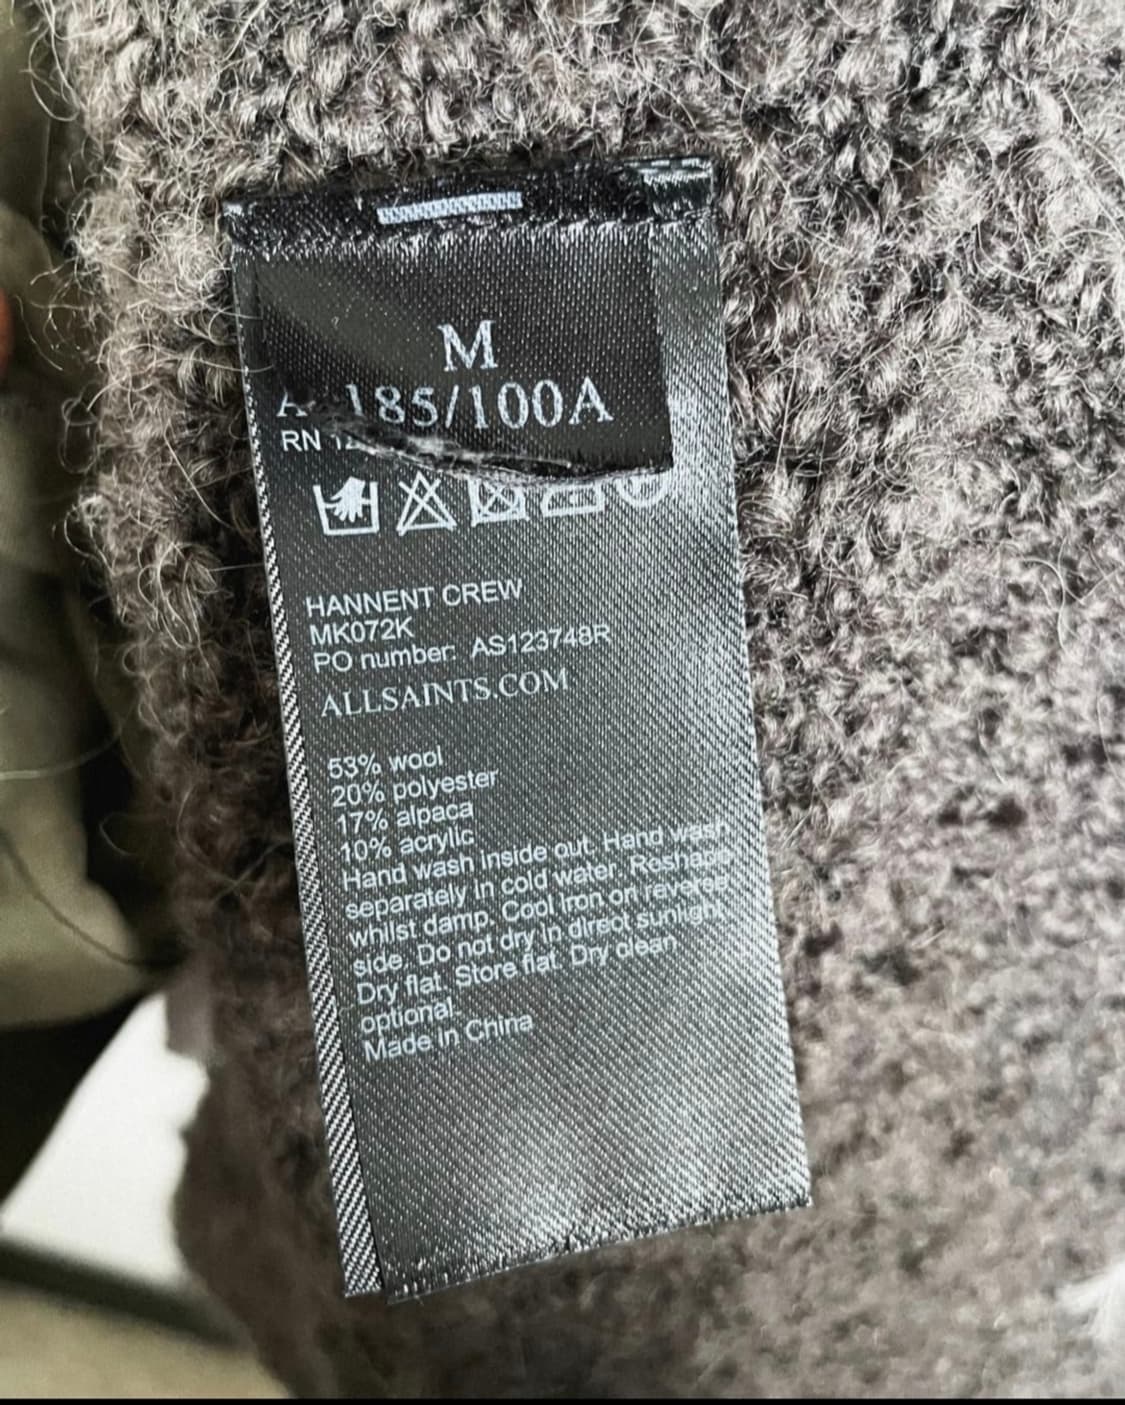 M
185/100A
RN
HANNENT CREW
MK072K
PO number: AS123748R
ALLSAINTS.COM
53% wool
20% polyester
17% alpaca
10% acrylic
Hand wash inside out. Hand wash
separately in cold water. Reshape
whilst damp. Cool iron on reverse
side. Do not dry in direct sunlight.
Dry flat. Store flat. Dry clean
optional.
Made in China